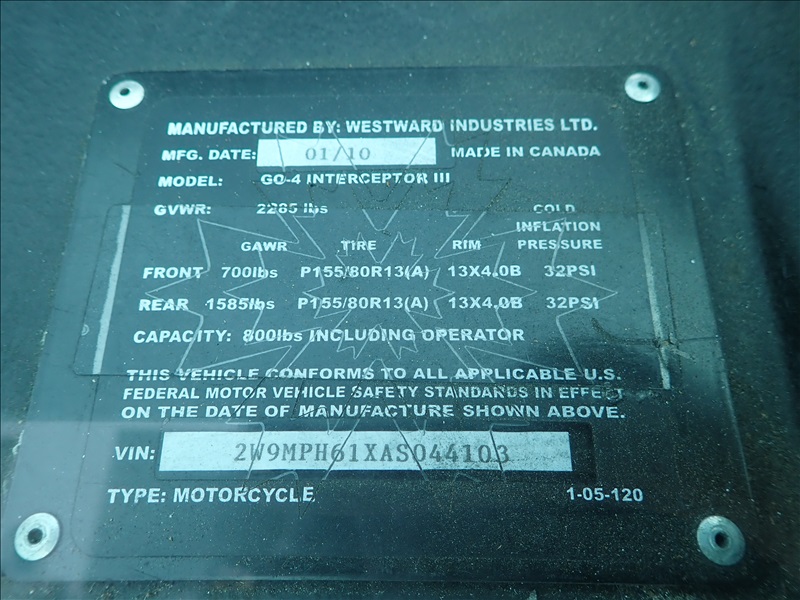 MANUFACTURED BY: WESTWARD INDUSTRIES LTD.
MFG. DATE: 01/10 MADE IN CANADA
MODEL: GO-4 INTERCEPTOR III
GVWR: 2285 lbs
COLD
INFLATION
GAWR TIRE RIM PRESSURE
FRONT 700lbs P155/80R13(A) 13X4.0B 32PSI
REAR 1585lbs P155/80R13(A) 13X4.0B 32PSI
CAPACITY: 800lbs INCLUDING OPERATOR
THIS VEHICLE CONFORMS TO ALL APPLICABLE U.S.
FEDERAL MOTOR VEHICLE SAFETY STANDARDS IN EFFECT
ON THE DATE OF MANUFACTURE SHOWN ABOVE.
VIN: 2W9MPH61XAS044103
TYPE: MOTORCYCLE 1-05-120